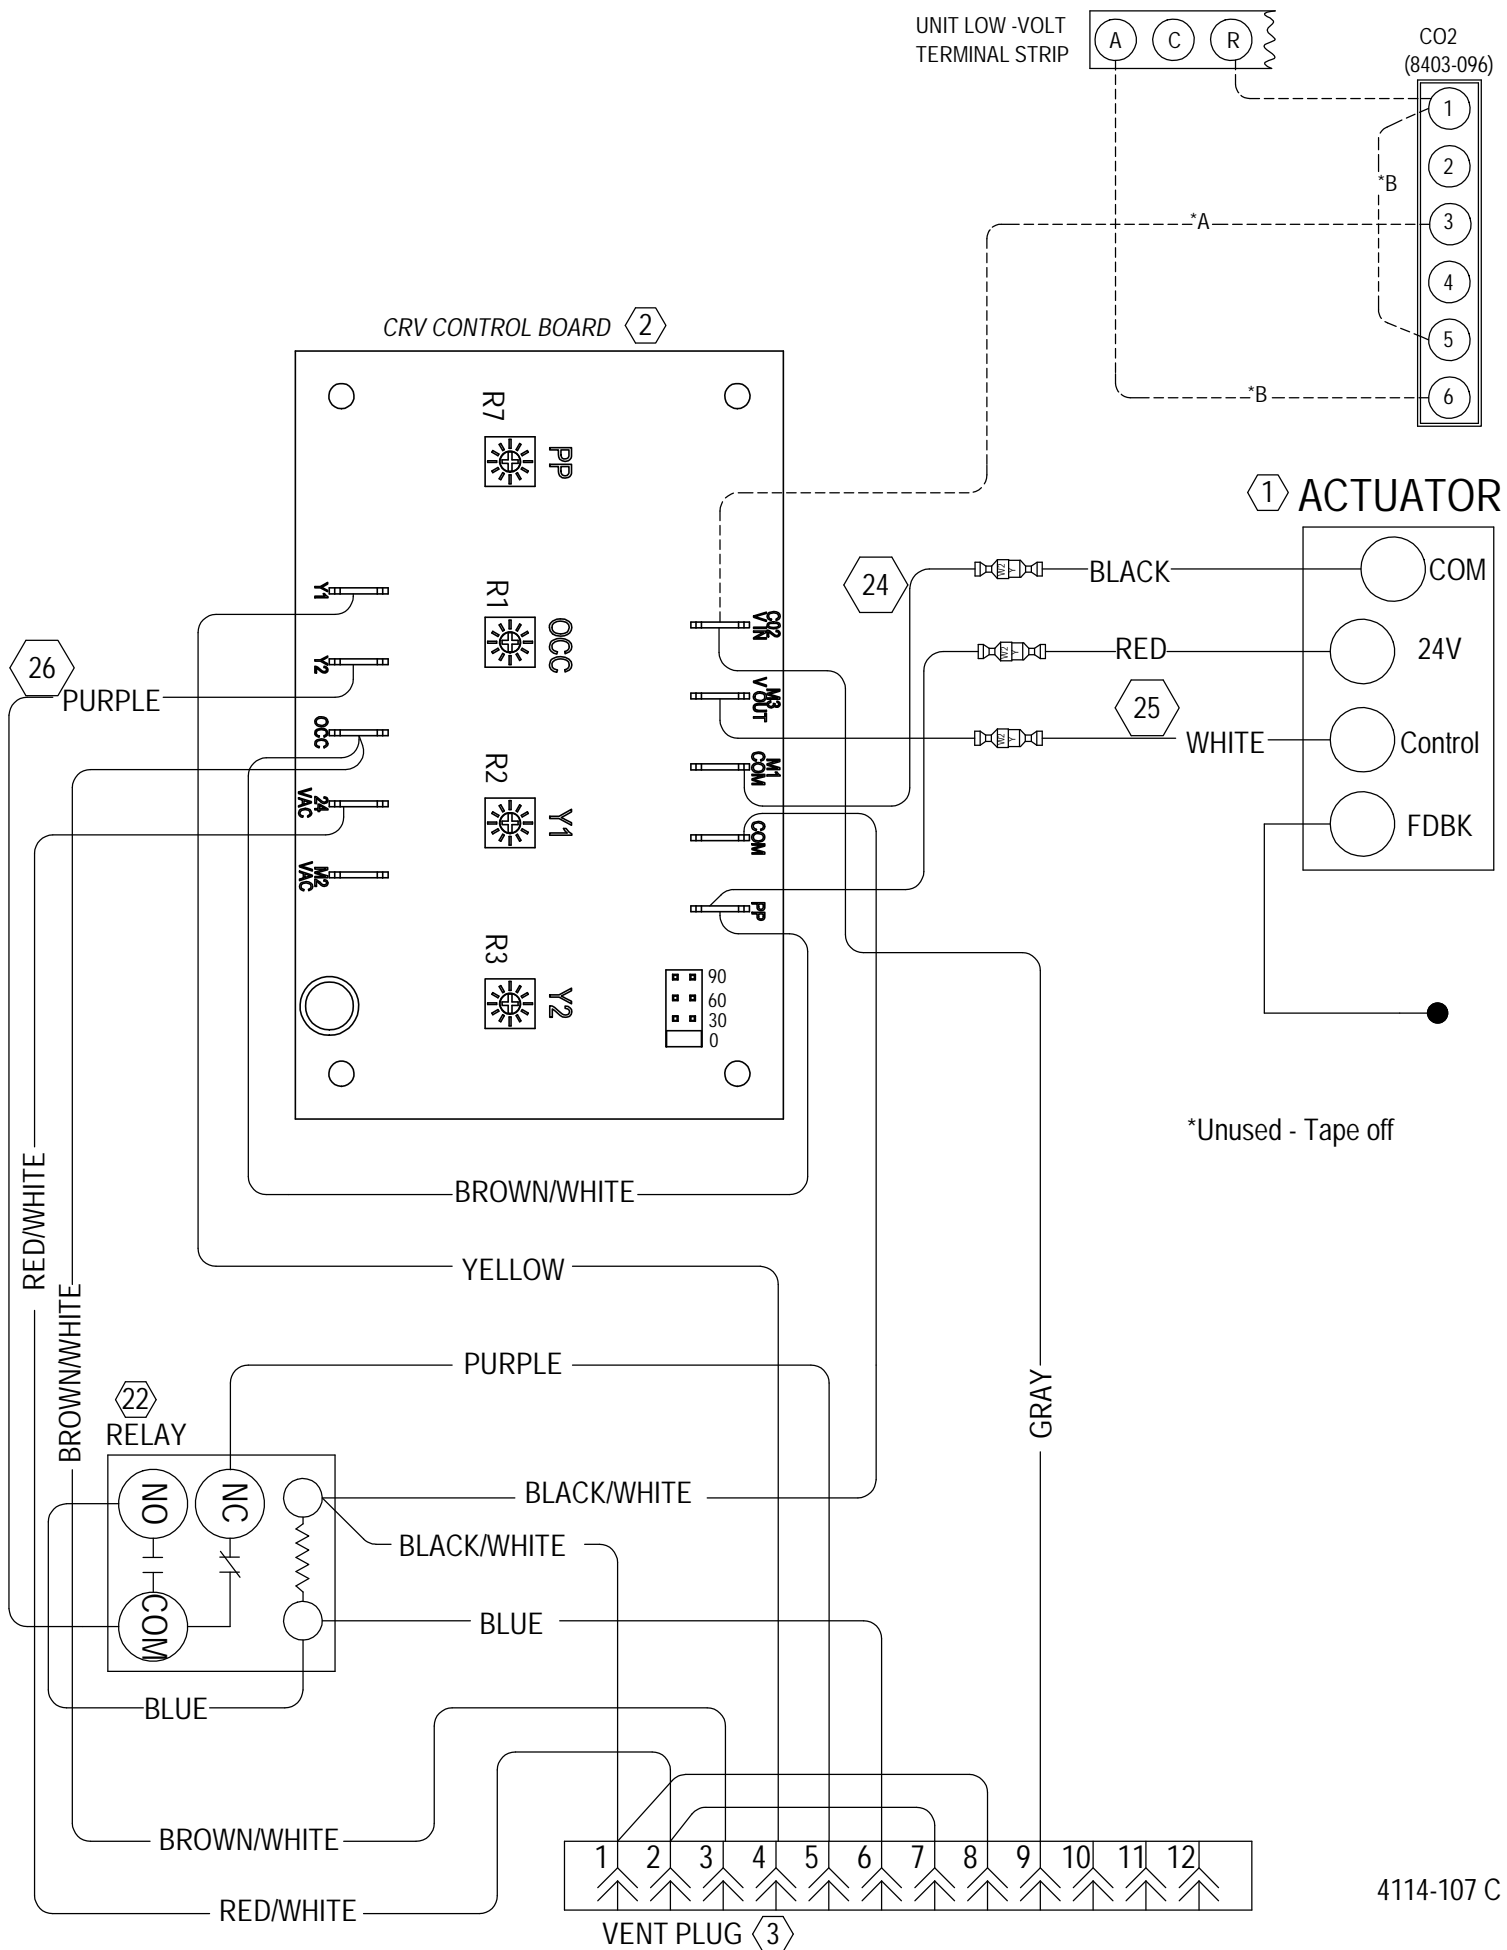 UNIT LOW -VOLT
TERMINAL STRIP
A
C
R
CO2
(8403-096)
1
2
3
4
5
6
*B
*A
*B
CRV CONTROL BOARD
2
R7
PP
R1
OCC
R2
Y1
R3
Y2
Y1
Y2
OCC
24
VAC
M2
VAC
CO2
V IN
M3
V OUT
M1
COM
COM
PP
90
60
30
0
1
ACTUATOR
COM
24V
Control
FDBK
24
BLACK
W2
Y
RED
W2
Y
25
WHITE
W2
Y
26
PURPLE
*Unused - Tape off
BROWN/WHITE
RED/WHITE
BROWN/WHITE
YELLOW
PURPLE
GRAY
22
RELAY
NO
NC
COM
BLACK/WHITE
BLACK/WHITE
BLUE
BLUE
BROWN/WHITE
RED/WHITE
1
2
3
4
5
6
7
8
9
10
11
12
VENT PLUG
3
4114-107 C